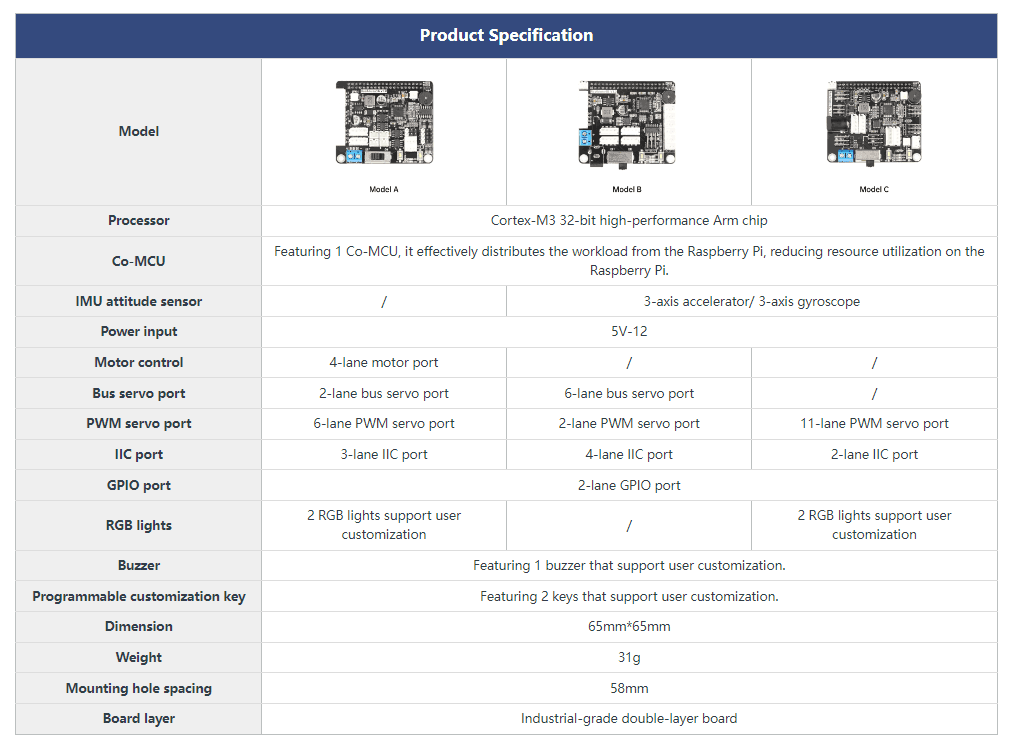 Product Specification
Model
Model A
Model B
Model C
Processor
Cortex-M3 32-bit high-performance Arm chip
Co-MCU
Featuring 1 Co-MCU, it effectively distributes the workload from the Raspberry Pi, reducing resource utilization on the
Raspberry Pi.
IMU attitude sensor
/
3-axis accelerator/ 3-axis gyroscope
Power input
5V-12
Motor control
4-lane motor port
/
/
Bus servo port
2-lane bus servo port
6-lane bus servo port
/
PWM servo port
6-lane PWM servo port
2-lane PWM servo port
11-lane PWM servo port
IIC port
3-lane IIC port
4-lane IIC port
2-lane IIC port
GPIO port
2-lane GPIO port
RGB lights
2 RGB lights support user
customization
/
2 RGB lights support user
customization
Buzzer
Featuring 1 buzzer that support user customization.
Programmable customization key
Featuring 2 keys that support user customization.
Dimension
65mm*65mm
Weight
31g
Mounting hole spacing
58mm
Board layer
Industrial-grade double-layer board